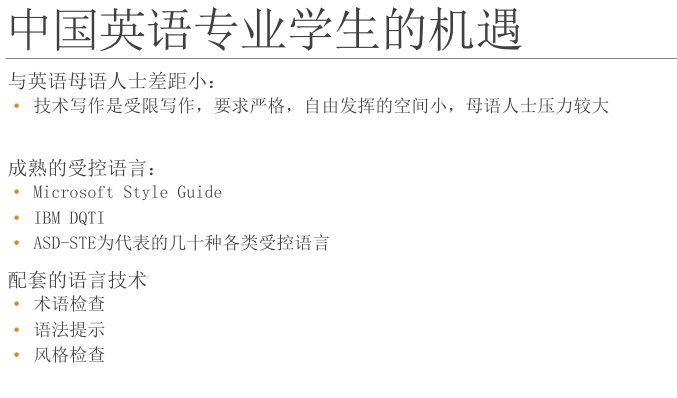 中国英语专业学生的机遇
与英语母语人士差距小：
• 技术写作是受限写作，要求严格，自由发挥的空间小，母语人士压力较大
成熟的受控语言：
• Microsoft Style Guide
• IBM DQTI
• ASD-STE为代表的几十种各类受控语言
配套的语言技术
• 术语检查
• 语法提示
• 风格检查